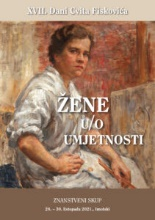 XVII. Dani Cvita Fiskovića
ŽENE
U/O
UMJETNOSTI
ZNANSTVENI SKUP